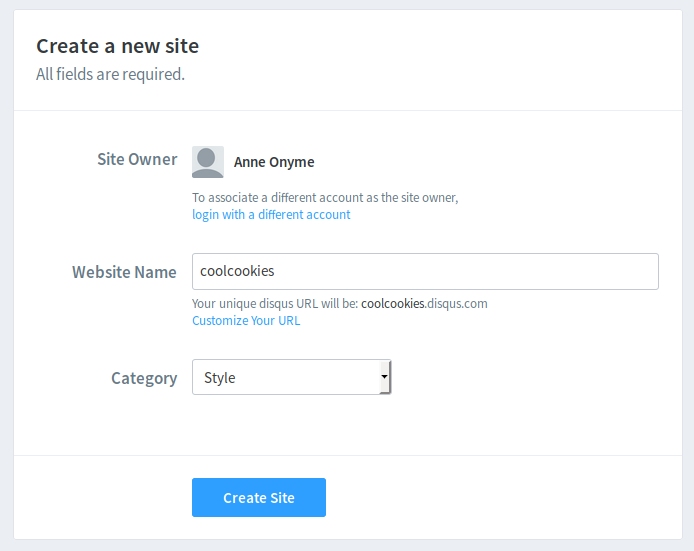 Create a new site
All fields are required.
Site Owner
Anne Onyme
To associate a different account as the site owner,
login with a different account
Website Name
coolcookies
Your unique disqus URL will be: coolcookies.disqus.com
Customize Your URL
Category
Style
Create Site